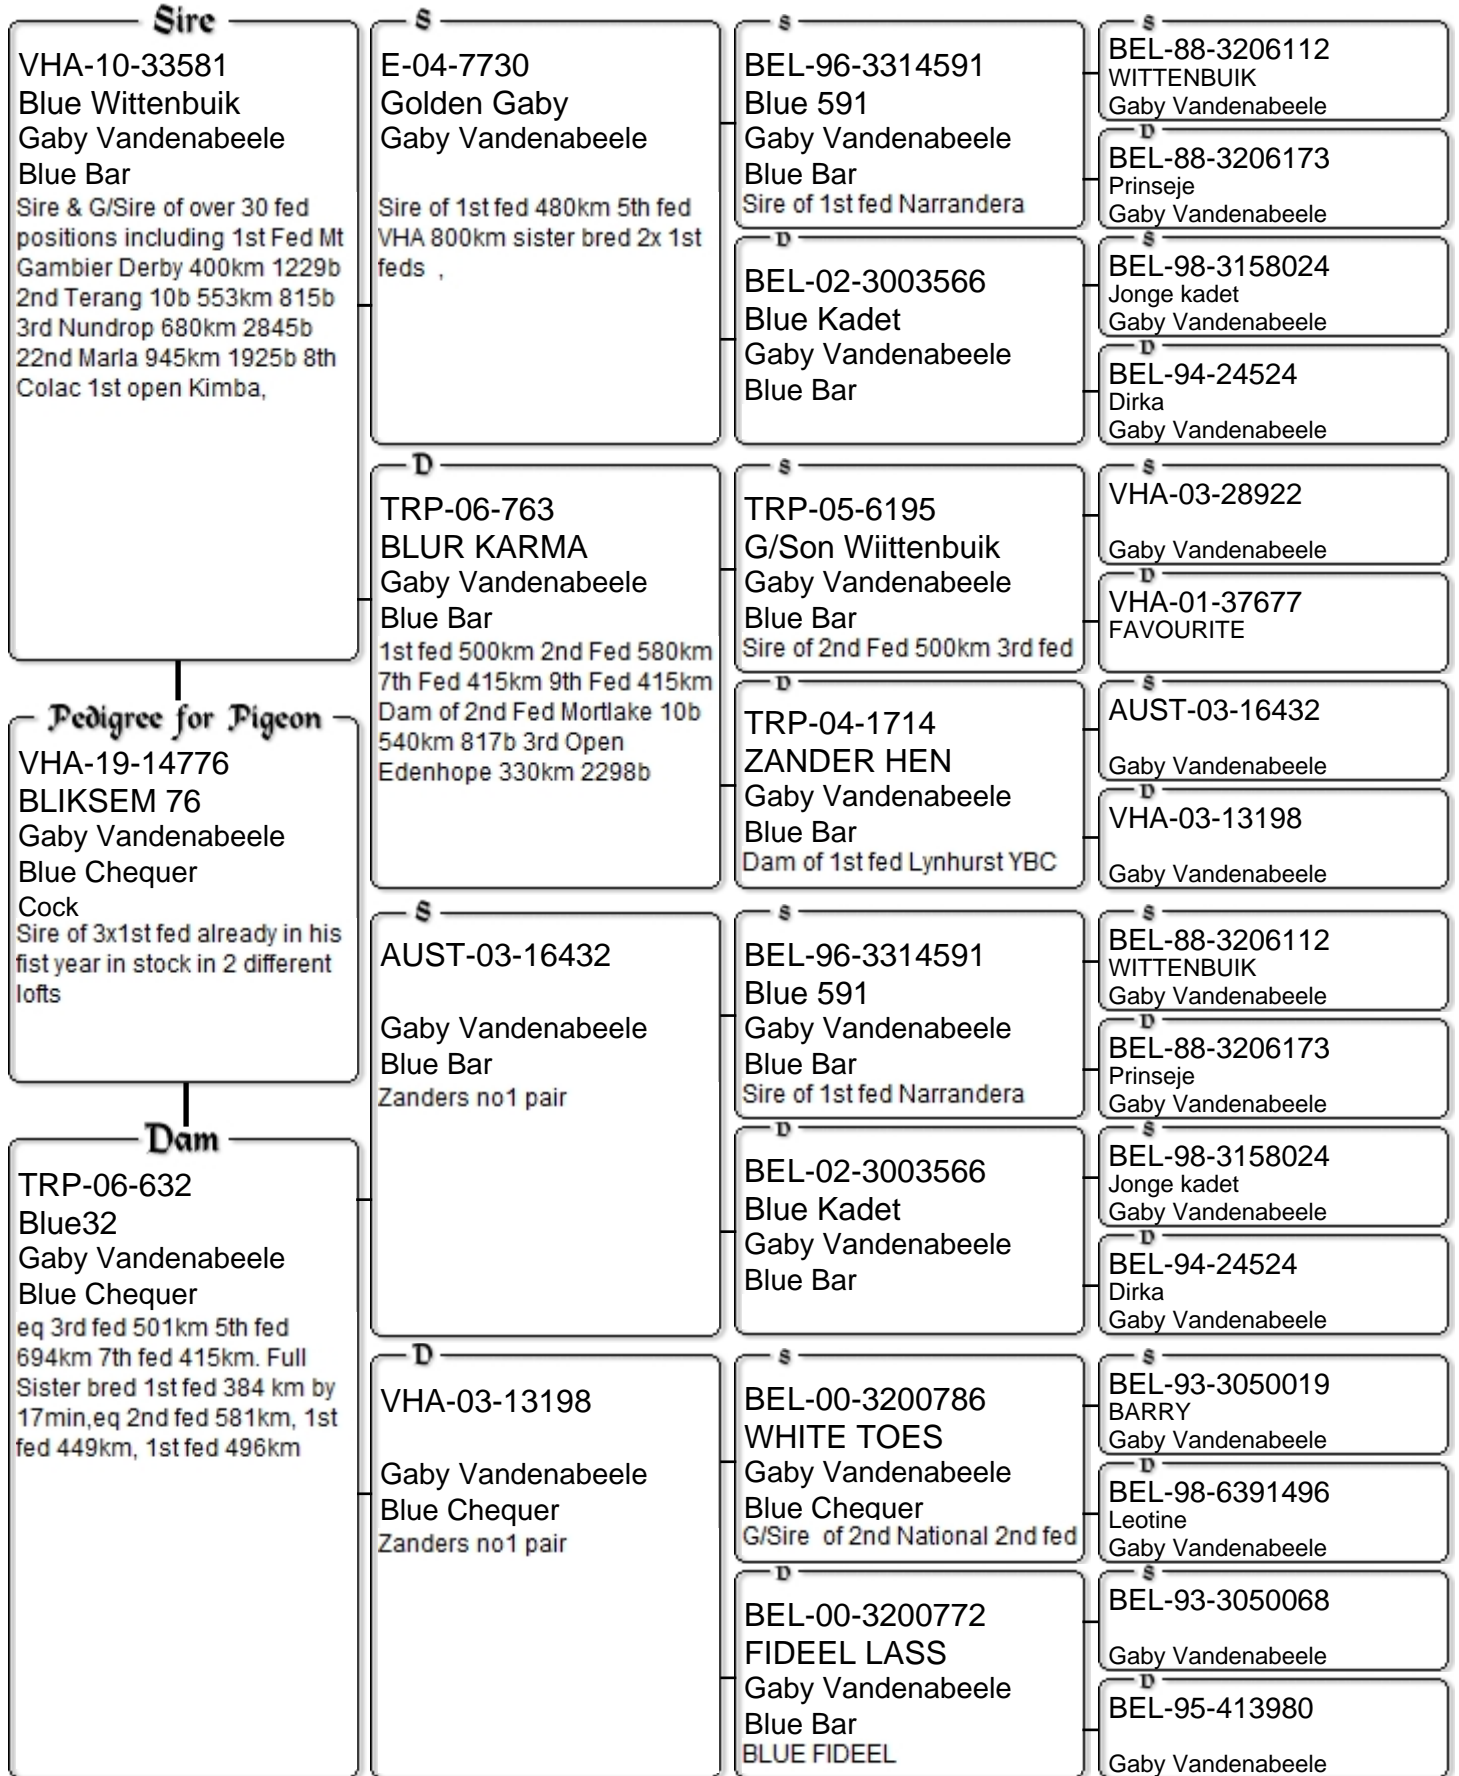 Sire
VHA-10-33581
Blue Wittenbuik
Gaby Vandenabeele
Blue Bar
Sire & G/Sire of over 30 fed
positions including 1st Fed Mt
Gambier Derby 400km 1229b
2nd Terang 10b 553km 815b
3rd Nundrop 680km 2845b
22nd Marla 945km 1925b 8th
Colac 1st open Kimba,
Pedigree for Pigeon
VHA-19-14776
BLIKSEM 76
Gaby Vandenabeele
Blue Chequer
Cock
Sire of 3x1st fed already in his
fist year in stock in 2 different
lofts
Dam
TRP-06-632
Blue32
Gaby Vandenabeele
Blue Chequer
eq 3rd fed 501km 5th fed
694km 7th fed 415km. Full
Sister bred 1st fed 384 km by
17min,eq 2nd fed 581km, 1st
fed 449km, 1st fed 496km
S
E-04-7730
Golden Gaby
Gaby Vandenabeele
Sire of 1st fed 480km 5th fed
VHA 800km sister bred 2x 1st
feds ,
D
TRP-06-763
BLUR KARMA
Gaby Vandenabeele
Blue Bar
1st fed 500km 2nd Fed 580km
7th Fed 415km 9th Fed 415km
Dam of 2nd Fed Mortlake 10b
540km 817b 3rd Open
Edenhope 330km 2298b
S
AUST-03-16432
Gaby Vandenabeele
Blue Bar
Zanders no1 pair
D
VHA-03-13198
Gaby Vandenabeele
Blue Chequer
Zanders no1 pair
S
BEL-96-3314591
Blue 591
Gaby Vandenabeele
Blue Bar
Sire of 1st fed Narrandera
D
BEL-02-3003566
Blue Kadet
Gaby Vandenabeele
Blue Bar
S
TRP-05-6195
G/Son Wiittenbuik
Gaby Vandenabeele
Blue Bar
Sire of 2nd Fed 500km 3rd fed
D
TRP-04-1714
ZANDER HEN
Gaby Vandenabeele
Blue Bar
Dam of 1st fed Lynhurst YBC
S
BEL-96-3314591
Blue 591
Gaby Vandenabeele
Blue Bar
Sire of 1st fed Narrandera
D
BEL-02-3003566
Blue Kadet
Gaby Vandenabeele
Blue Bar
S
BEL-00-3200786
WHITE TOES
Gaby Vandenabeele
Blue Chequer
G/Sire of 2nd National 2nd fed
D
BEL-00-3200772
FIDEEL LASS
Gaby Vandenabeele
Blue Bar
BLUE FIDEEL
S
BEL-88-3206112
WITTENBUIK
Gaby Vandenabeele
D
BEL-88-3206173
Prinseje
Gaby Vandenabeele
S
BEL-98-3158024
Jonge kadet
Gaby Vandenabeele
D
BEL-94-24524
Dirka
Gaby Vandenabeele
S
VHA-03-28922
Gaby Vandenabeele
D
VHA-01-37677
FAVOURITE
S
AUST-03-16432
Gaby Vandenabeele
D
VHA-03-13198
Gaby Vandenabeele
S
BEL-88-3206112
WITTENBUIK
Gaby Vandenabeele
D
BEL-88-3206173
Prinseje
Gaby Vandenabeele
S
BEL-98-3158024
Jonge kadet
Gaby Vandenabeele
D
BEL-94-24524
Dirka
Gaby Vandenabeele
S
BEL-93-3050019
BARRY
Gaby Vandenabeele
D
BEL-98-6391496
Leotine
Gaby Vandenabeele
S
BEL-93-3050068
Gaby Vandenabeele
D
BEL-95-413980
Gaby Vandenabeele